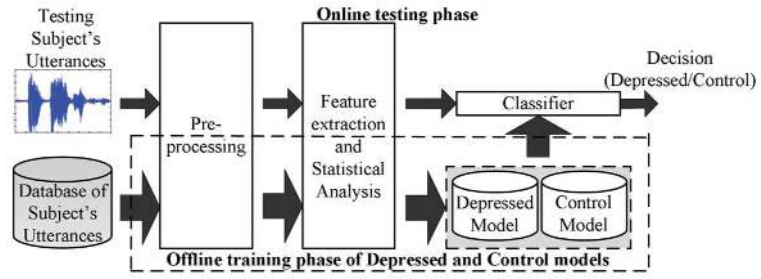 Testing
Subject's
Utterances
Online testing phase
Decision
(Depressed/Control)
Classifier
Pre-
processing
Feature
extraction
and
Statistical
Analysis
Database of
Subject's
Utterances
Depressed
Model
Control
Model
Offline training phase of Depressed and Control models